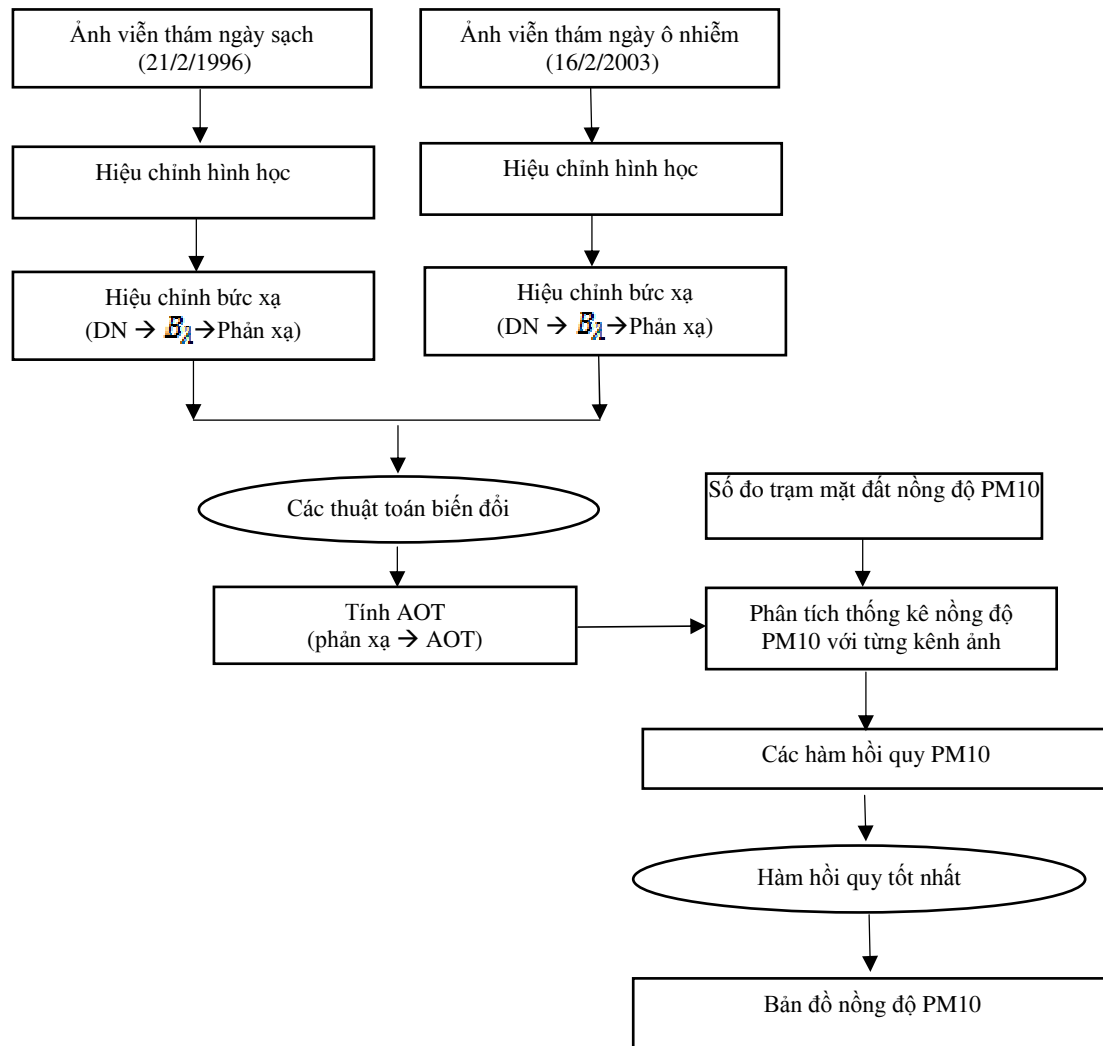 Ảnh viễn thám ngày sạch
(21/2/1996)
Ảnh viễn thám ngày ô nhiễm
(16/2/2003)
Hiệu chỉnh hình học
Hiệu chỉnh hình học
Hiệu chỉnh bức xạ
(DN → Bλ→Phản xạ)
Hiệu chỉnh bức xạ
(DN → Bλ→Phản xạ)
Các thuật toán biến đổi
Số đo trạm mặt đất nồng độ PM10
Tính AOT
(phản xạ → AOT)
Phân tích thống kê nồng độ
PM10 với từng kênh ảnh
Các hàm hồi quy PM10
Hàm hồi quy tốt nhất
Bản đồ nồng độ PM10